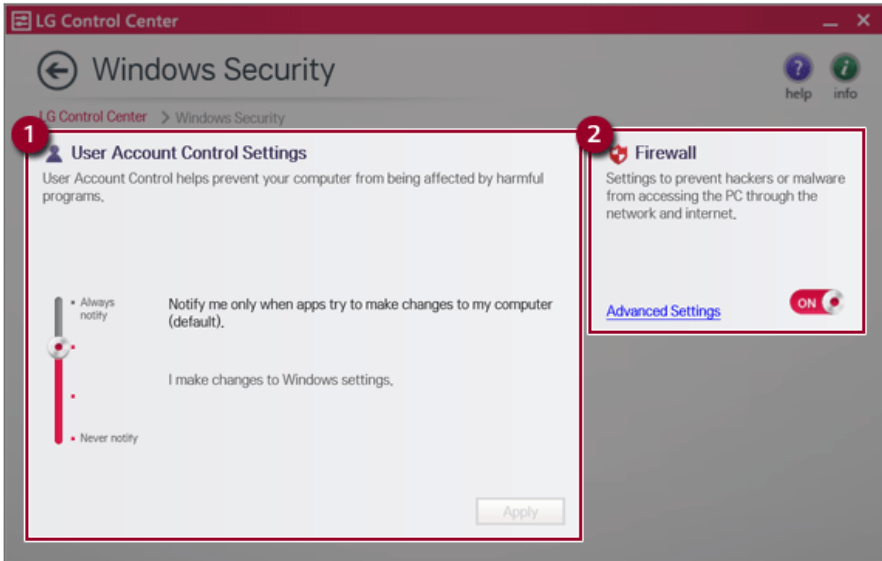 LG Control Center
Windows Security
help
info
LG Control Center > Windows Security
1
User Account Control Settings
User Account Control helps prevent your computer from being affected by harmful
programs.
Always
notify
Notify me only when apps try to make changes to my computer
(default).
I make changes to Windows settings.
Never notify
Apply
2
Firewall
Settings to prevent hackers or malware
from accessing the PC through the
network and internet.
Advanced Settings
ON